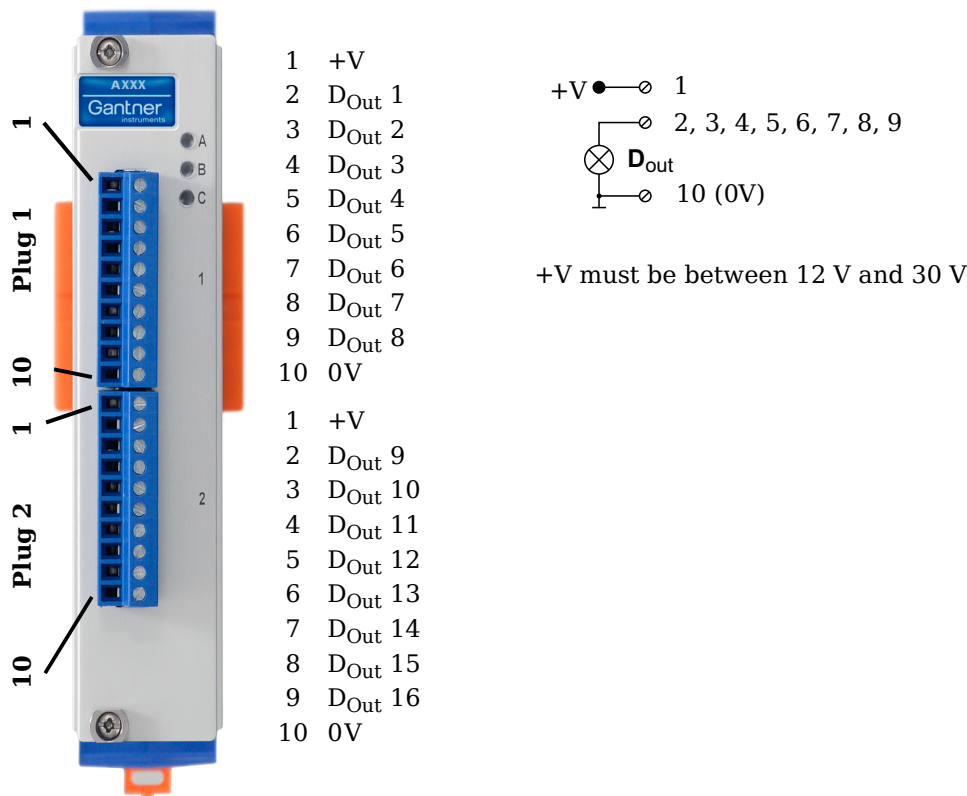 AXXX
Gantner
instruments
A
B
C
1
2
1
Plug 1
10
1
Plug 2
10
1 +V
2 DOut 1
3 DOut 2
4 DOut 3
5 DOut 4
6 DOut 5
7 DOut 6
8 DOut 7
9 DOut 8
10 0V
1 +V
2 DOut 9
3 DOut 10
4 DOut 11
5 DOut 12
6 DOut 13
7 DOut 14
8 DOut 15
9 DOut 16
10 0V
+V 1
2, 3, 4, 5, 6, 7, 8, 9
Dout
10 (0V)
+V must be between 12 V and 30 V